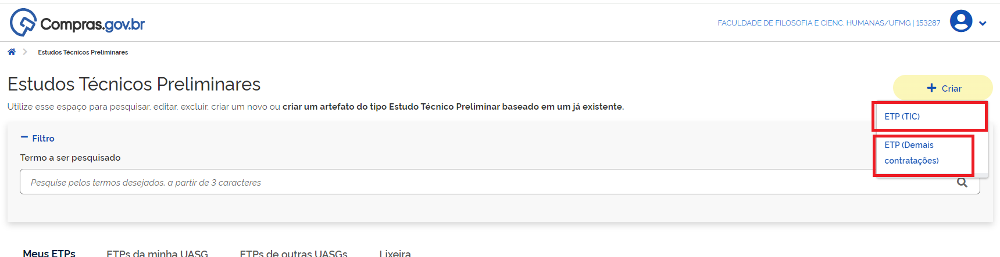 Compras.gov.br
FACULDADE DE FILOSOFIA E CIENC. HUMANAS/UFMG | 153287
Estudos Técnicos Preliminares
Estudos Técnicos Preliminares
Criar
Utilize esse espaço para pesquisar, editar, excluir, criar um novo ou criar um artefato do tipo Estudo Técnico Preliminar baseado em um já existente.
ETP (TIC)
ETP (Demais
contratações)
Filtro
Termo a ser pesquisado
Pesquise pelos termos desejados, a partir de 3 caracteres
Meus ETPs ETPs da minha UASG ETPs de outras UASGs Lixeira